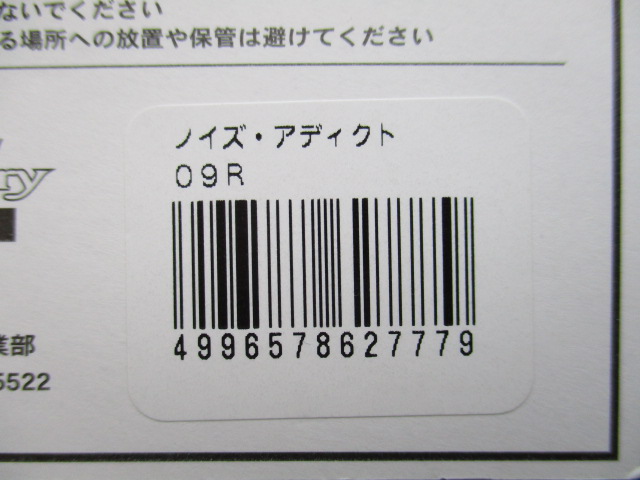 ないでください
る場所への放置や保管は避けてください
ノイズ・アディクト
09R
ry
4996578627779
業部
5522